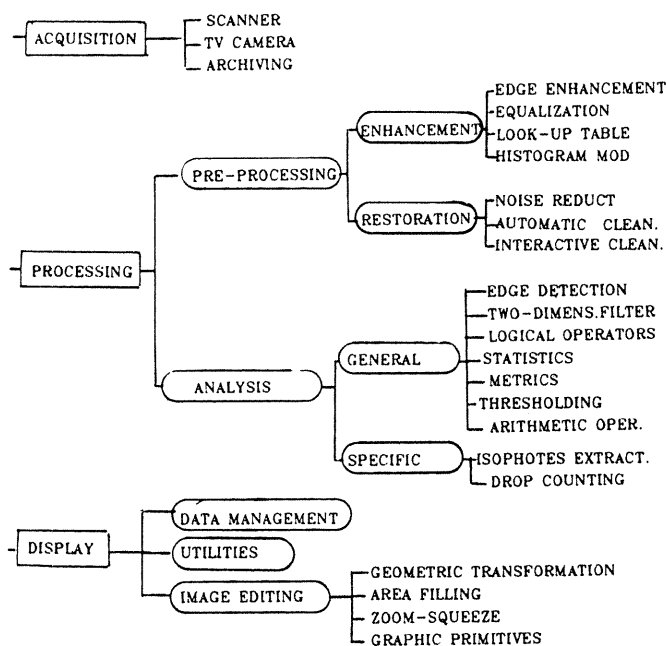 SCANNER
ACQUISITION
TV CAMERA
ARCHIVING
EDGE ENHANCEMENT
EQUALIZATION
ENHANCEMENT
LOOK-UP TABLE
HISTOGRAM MOD
PRE-PROCESSING
NOISE REDUCT
RESTORATION
AUTOMATIC CLEAN.
INTERACTIVE CLEAN.
PROCESSING
EDGE DETECTION
TWO-DIMENS.FILTER
LOGICAL OPERATORS
GENERAL
STATISTICS
ANALYSIS
METRICS
THRESHOLDING
ARITHMETIC OPER.
SPECIFIC
ISOPHOTES EXTRACT.
DROP COUNTING
DATA MANAGEMENT
DISPLAY
UTILITIES
GEOMETRIC TRANSFORMATION
IMAGE EDITING
AREA FILLING
ZOOM-SQUEEZE
GRAPHIC PRIMITIVES